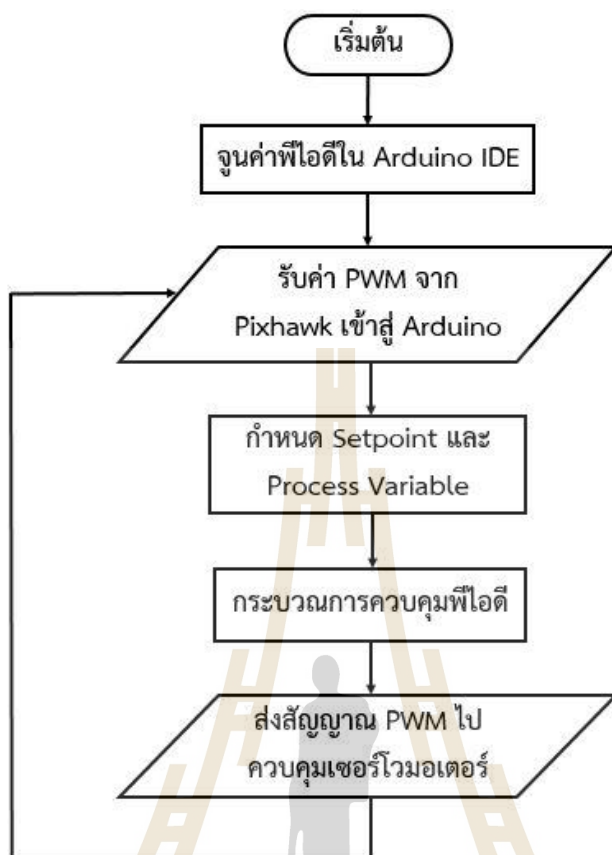 เริ่มต้น
จูนค่าพีไอดีใน Arduino IDE
รับค่า PWM จาก
Pixhawk เข้าสู่ Arduino
กำหนด Setpoint และ
Process Variable
กระบวณการควบคุมพีไอดี
ส่งสัญญาณ PWM ไป
ควบคุมเซอร์โวมอเตอร์